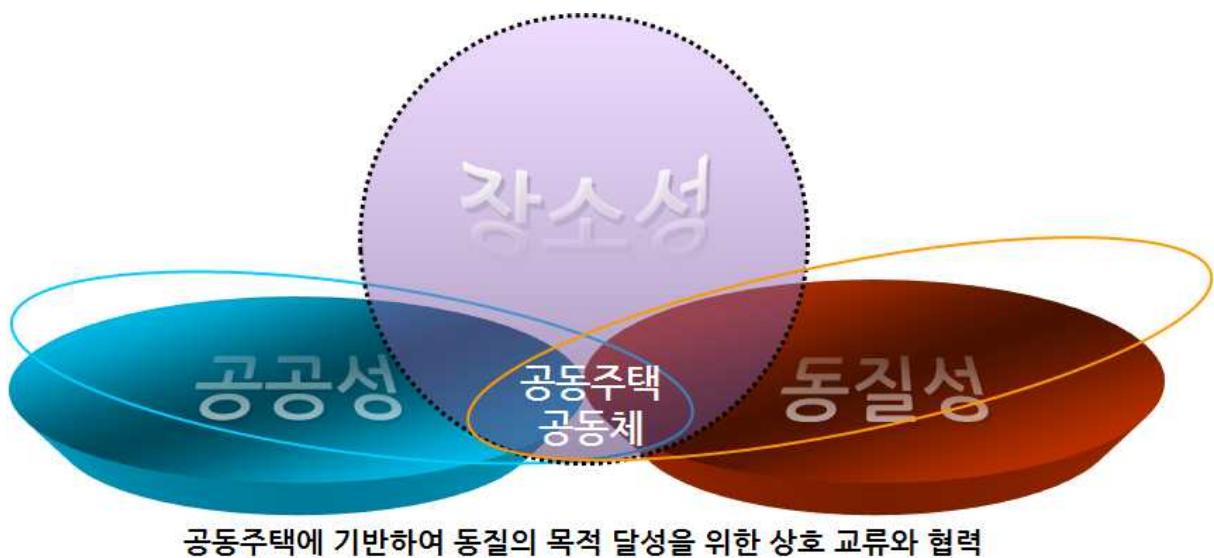 장소성
공공성
공동주택
공동체
동질성
공동주택에 기반하여 동질의 목적 달성을 위한 상호 교류와 협력